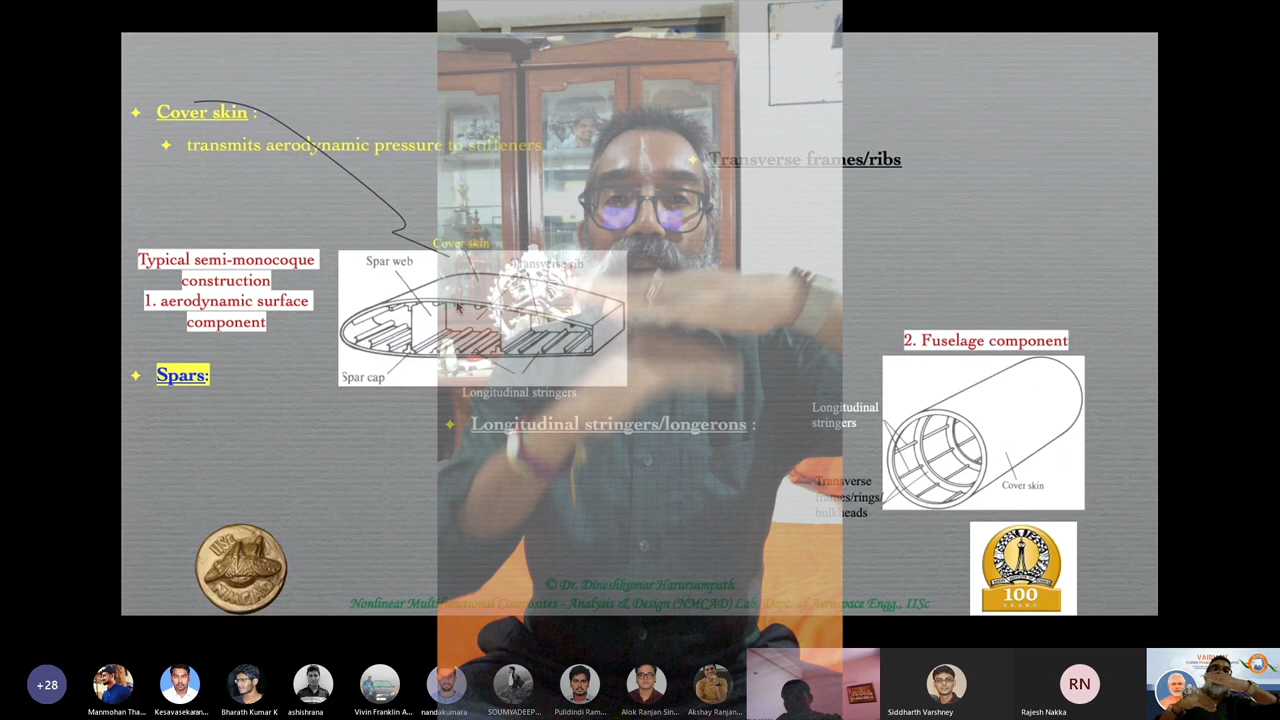 Cover skin :
transmits aerodynamic pressure to stiffeners
Transverse frames/ribs
Typical semi-monocoque
construction
1. aerodynamic surface
component
Cover skin
Spar web
Transverse rib
Spar cap
Longitudinal stringers
Spars:
Longitudinal stringers/longerons :
2. Fuselage component
Longitudinal
stringers
Transverse
frames/rings/
bulkheads
Cover skin
IISc
NMCAD
100
YEARS
© Dr. Dineshkumar Harursampath
Nonlinear Multifunctional Composites - Analysis & Design (NMCAD) Lab, Dept. of Aerospace Engg., IISc
+28
Manmohan Tha...
Kesavasekaran...
Bharath Kumar K
ashishrana
Vivin Franklin A...
nandakumara
SOUMYADEEP...
Pulidindi Ram...
Alok Ranjan Sin...
Akshay Ranjan...
Siddharth Varshney
RN
Rajesh Nakka